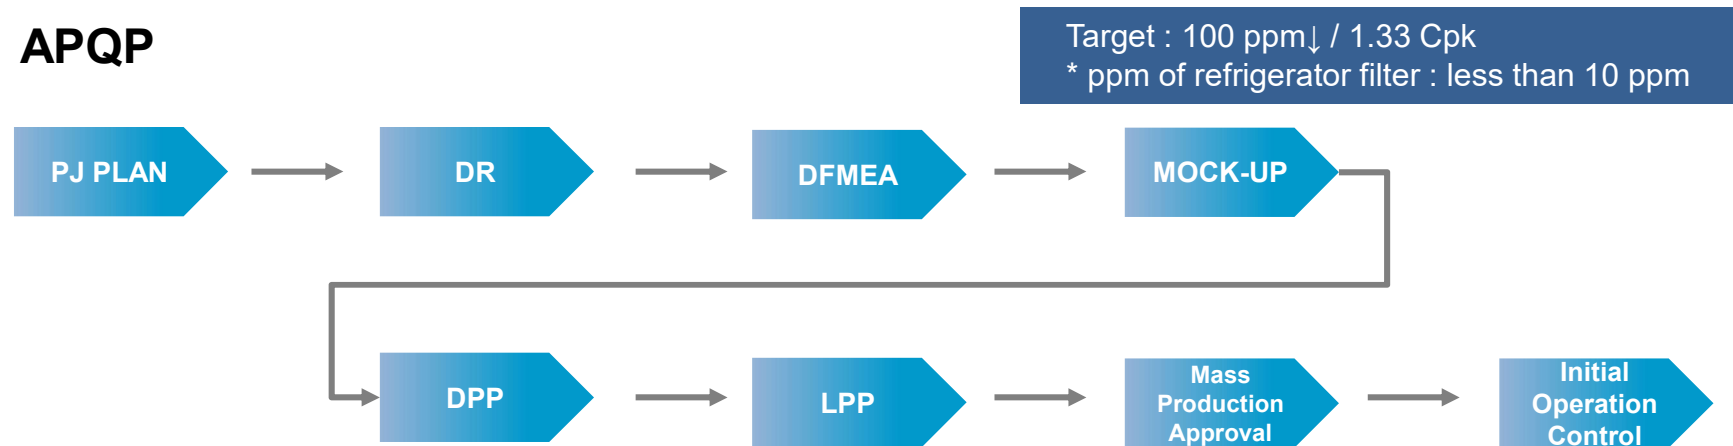 APQP
Target : 100 ppm↓ / 1.33 Cpk
* ppm of refrigerator filter : less than 10 ppm
PJ PLAN
DR
DFMEA
MOCK-UP
DPP
LPP
Mass
Production
Approval
Initial
Operation
Control